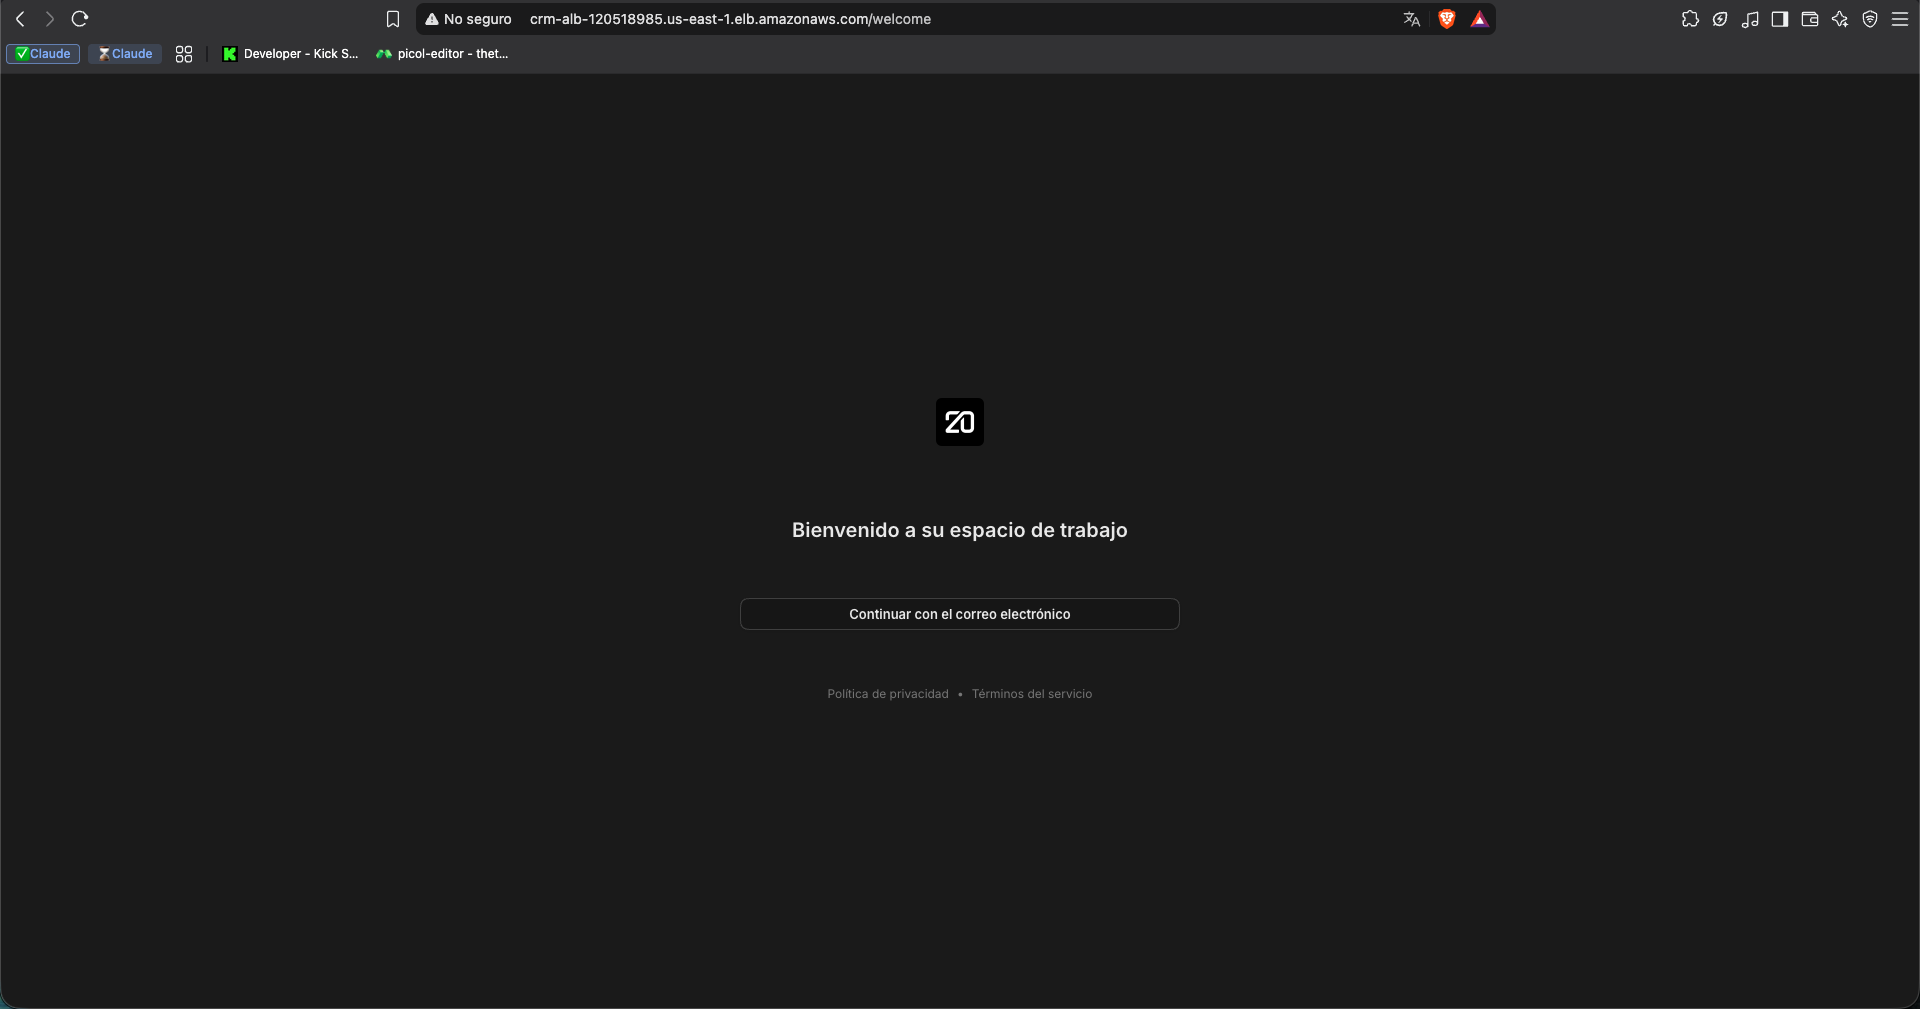 No seguro crm-alb-120518985.us-east-1.elb.amazonaws.com/welcome
✅Claude ⏳Claude Developer - Kick S... picol-editor - thet...
20
Bienvenido a su espacio de trabajo
Continuar con el correo electrónico
Política de privacidad • Términos del servicio